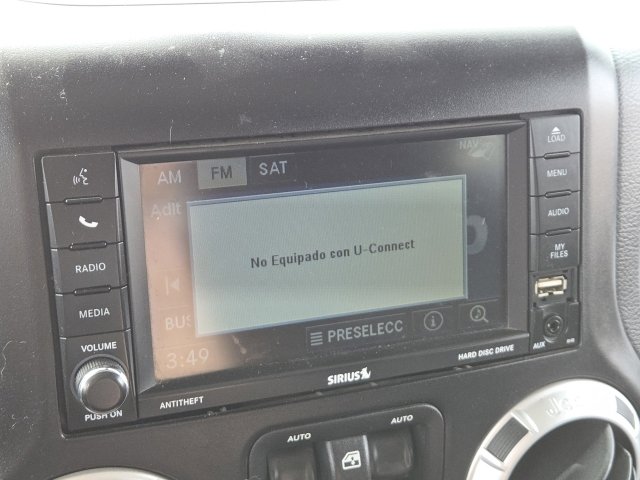 LOAD
NAV
AM FM SAT
MENU
No Equipado con U-Connect
AUDIO
RADIO
MY
FILES
MEDIA
PRESELECC
VOLUME
3:49
PUSH ON
ANTITHEFT
SIRIUS
HARD DISC DRIVE
AUX
AUTO
AUTO
Jeep